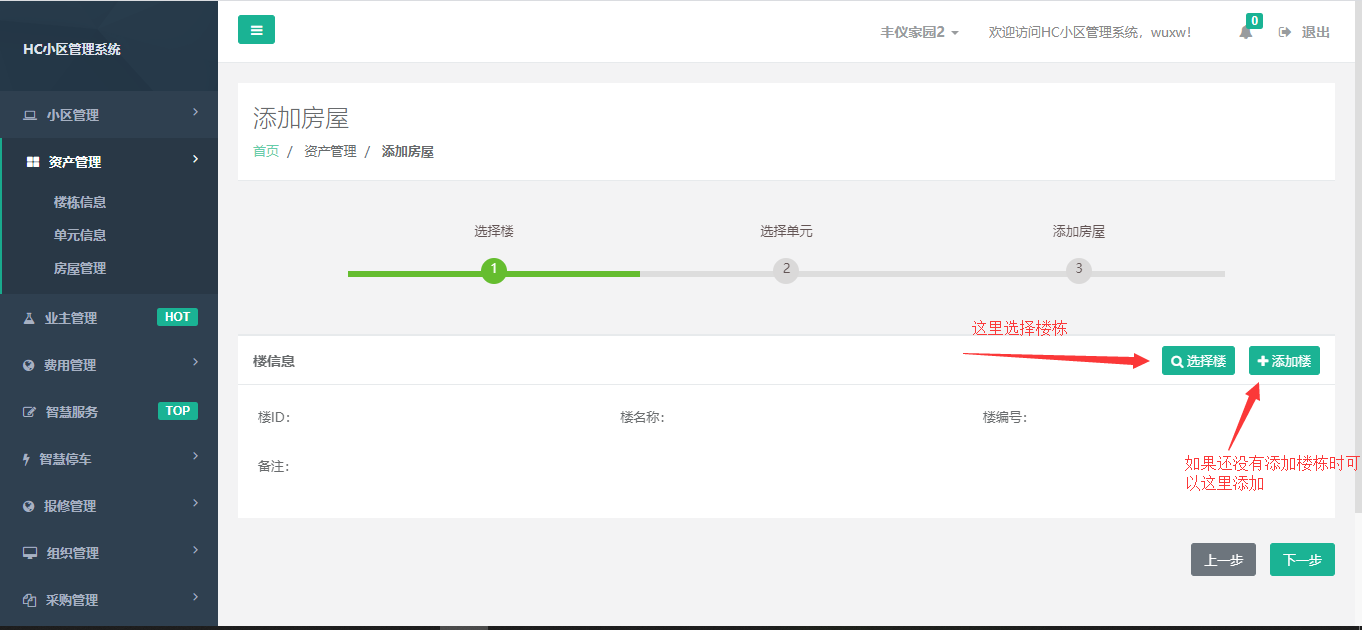 HC小区管理系统
丰仪家园2
欢迎访问HC小区管理系统，wuxw!
0
退出
小区管理
资产管理
楼栋信息
单元信息
房屋管理
业主管理
HOT
费用管理
智慧服务
TOP
智慧停车
报修管理
组织管理
采购管理
添加房屋
首页 / 资产管理 / 添加房屋
选择楼
选择单元
添加房屋
1
2
3
这里选择楼栋
楼信息
选择楼
添加楼
楼ID:
楼名称:
楼编号:
备注:
如果还没有添加楼栋时可
以这里添加
上一步
下一步